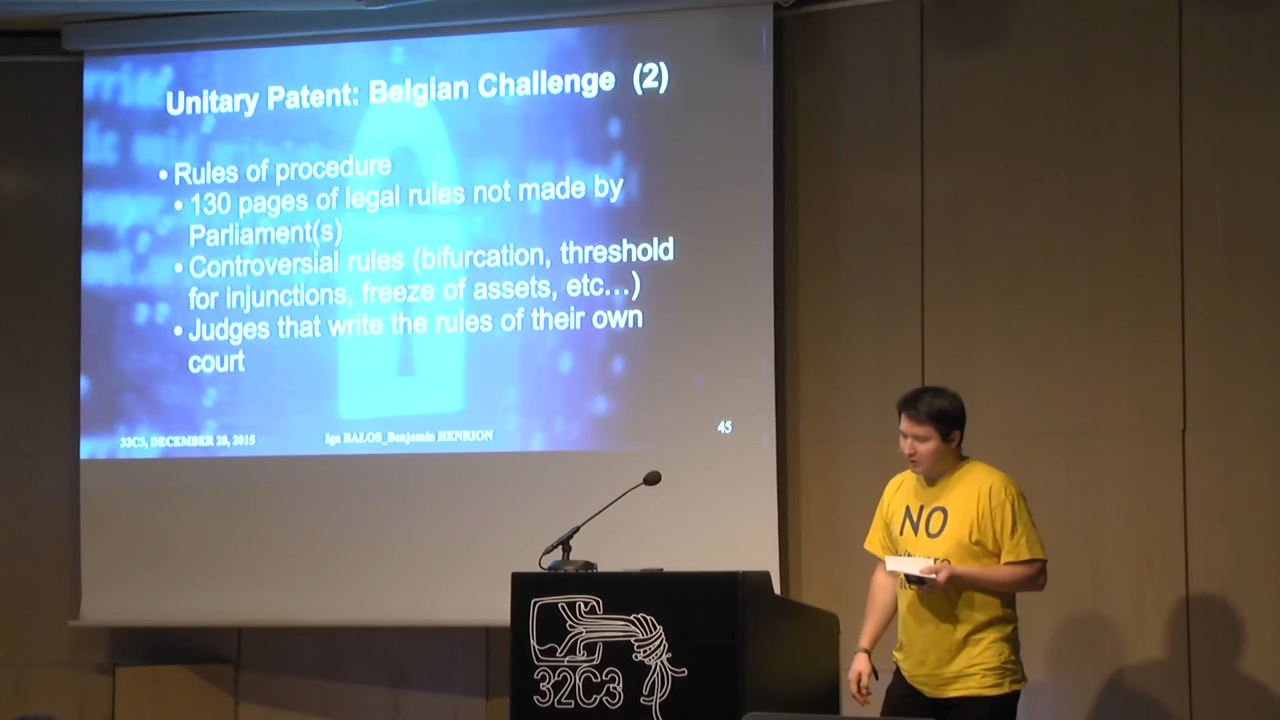 Unitary Patent: Belgian Challenge (2)
• Rules of procedure
• 130 pages of legal rules not made by
Parliament(s)
• Controversial rules (bifurcation, threshold
for injunctions, freeze of assets, etc...)
• Judges that write the rules of their own
court
32C3, DECEMBER 28, 2015
Iga BAŁOS_Benjamin HENRION
45
NO
32C3